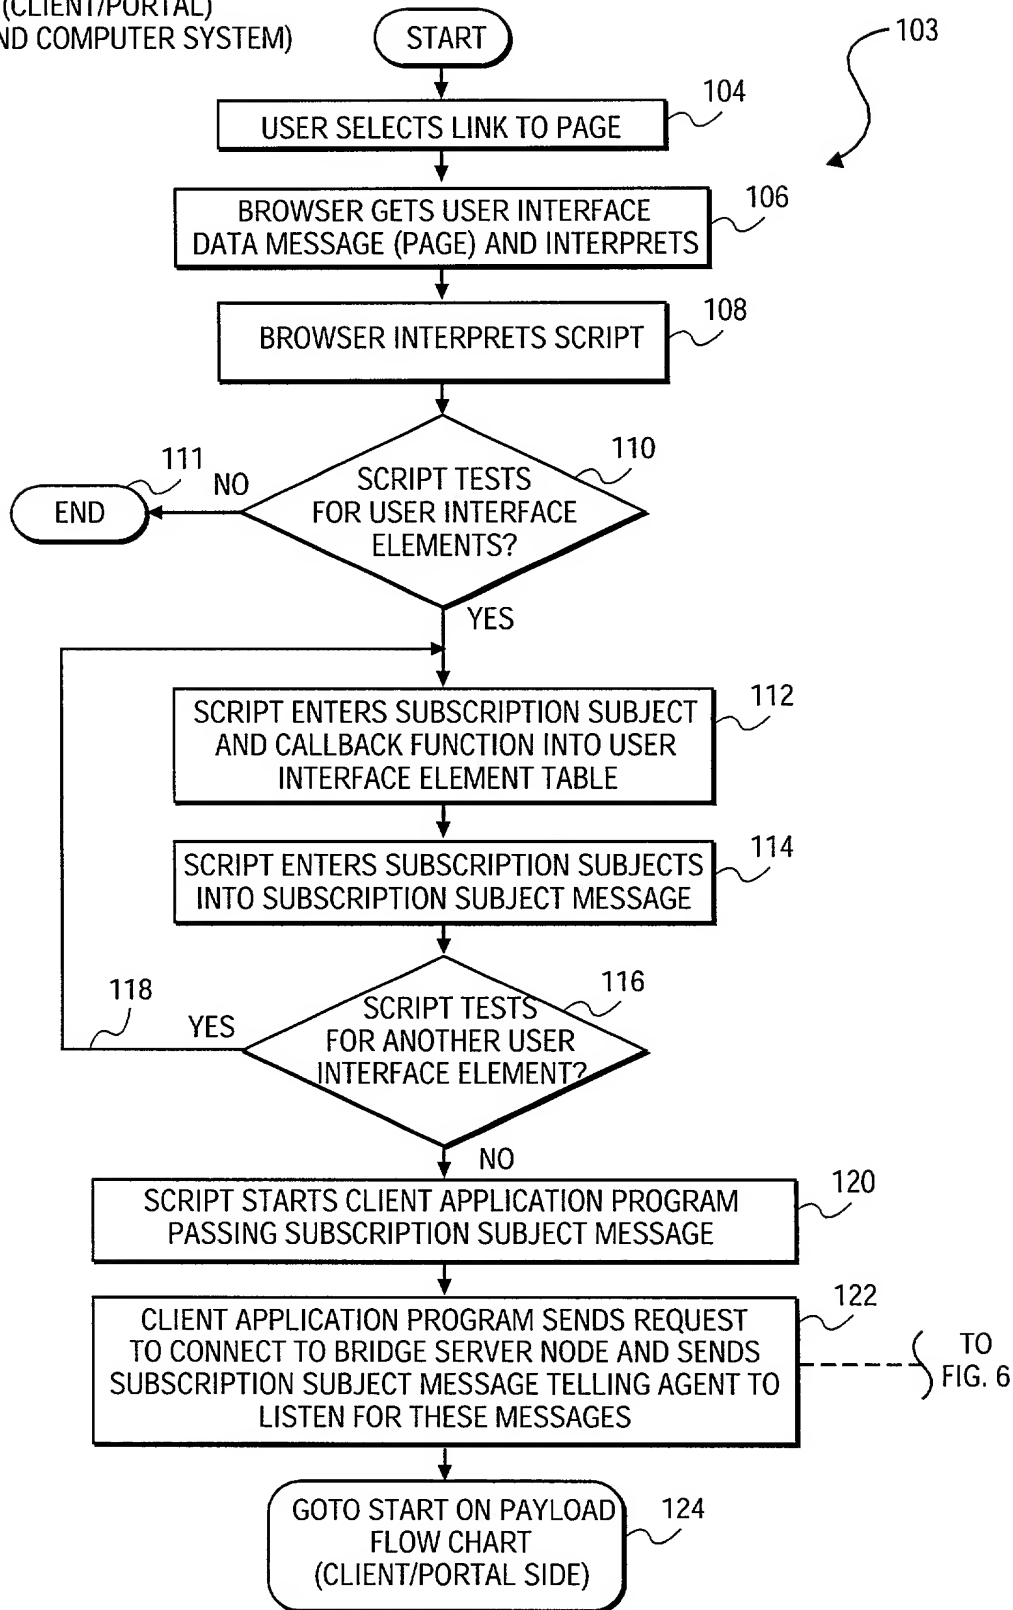 (CLIENT/PORTAL)
ND COMPUTER SYSTEM)
START
103
104
USER SELECTS LINK TO PAGE
106
BROWSER GETS USER INTERFACE
DATA MESSAGE (PAGE) AND INTERPRETS
108
BROWSER INTERPRETS SCRIPT
110
111
NO
SCRIPT TESTS
FOR USER INTERFACE
ELEMENTS?
END
YES
112
SCRIPT ENTERS SUBSCRIPTION SUBJECT
AND CALLBACK FUNCTION INTO USER
INTERFACE ELEMENT TABLE
114
SCRIPT ENTERS SUBSCRIPTION SUBJECTS
INTO SUBSCRIPTION SUBJECT MESSAGE
116
118
YES
SCRIPT TESTS
FOR ANOTHER USER
INTERFACE ELEMENT?
NO
120
SCRIPT STARTS CLIENT APPLICATION PROGRAM
PASSING SUBSCRIPTION SUBJECT MESSAGE
122
CLIENT APPLICATION PROGRAM SENDS REQUEST
TO CONNECT TO BRIDGE SERVER NODE AND SENDS
SUBSCRIPTION SUBJECT MESSAGE TELLING AGENT TO
LISTEN FOR THESE MESSAGES
TO
FIG. 6
124
GOTO START ON PAYLOAD
FLOW CHART
(CLIENT/PORTAL SIDE)